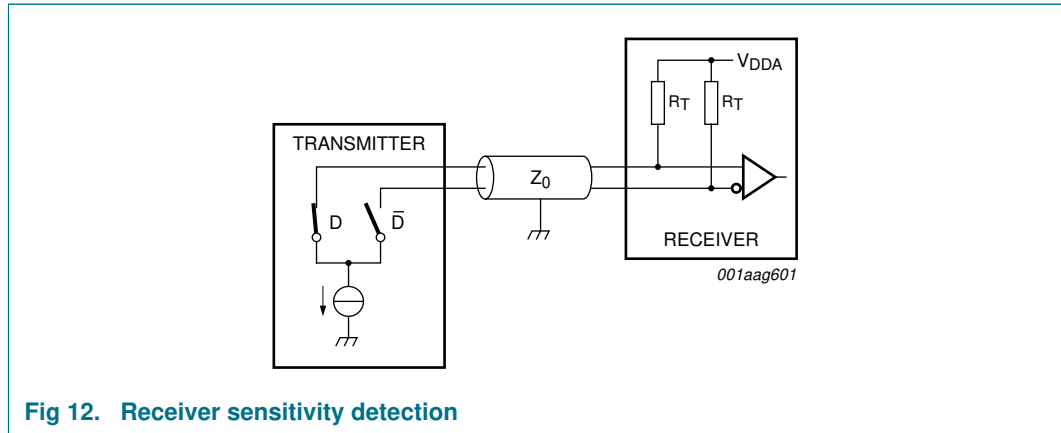 VDDA
RT RT
TRANSMITTER
Z0
D D̅
RECEIVER
001aag601
Fig 12. Receiver sensitivity detection